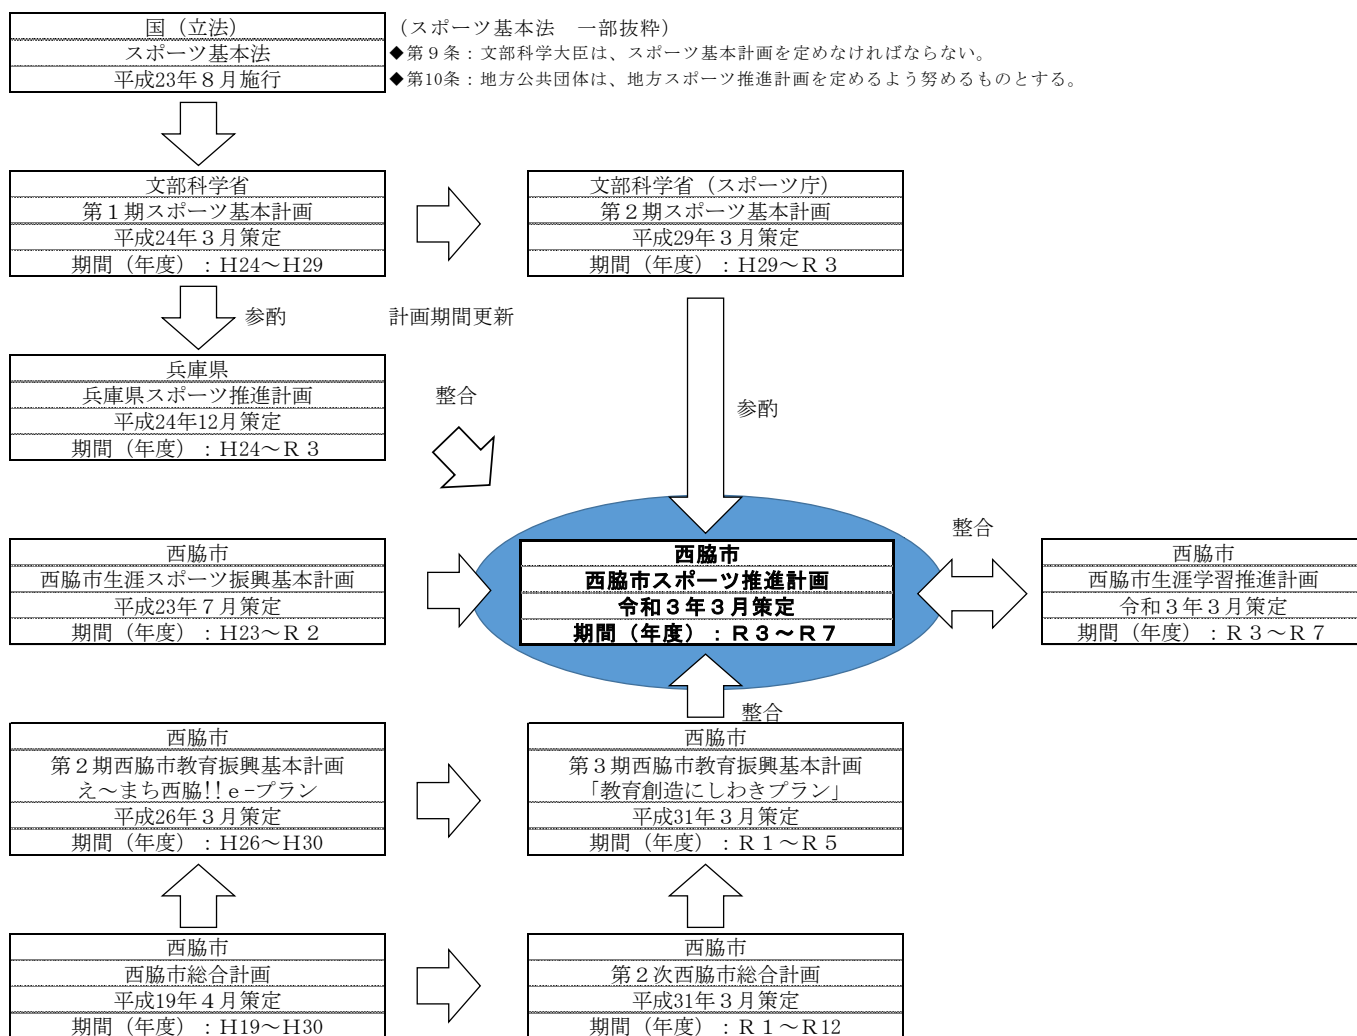 国（立法）
スポーツ基本法
平成23年８月施行
（スポーツ基本法　一部抜粋）
◆第９条：文部科学大臣は、スポーツ基本計画を定めなければならない。
◆第10条：地方公共団体は、地方スポーツ推進計画を定めるよう努めるものとする。
文部科学省
第１期スポーツ基本計画
平成24年３月策定
期間（年度）：H24～H29
文部科学省（スポーツ庁）
第２期スポーツ基本計画
平成29年３月策定
期間（年度）：H29～R３
参酌
計画期間更新
兵庫県
兵庫県スポーツ推進計画
平成24年12月策定
期間（年度）：H24～R３
整合
参酌
西脇市
西脇市生涯スポーツ振興基本計画
平成23年７月策定
期間（年度）：H23～R２
西脇市
西脇市スポーツ推進計画
令和３年３月策定
期間（年度）：R３～R７
整合
西脇市
西脇市生涯学習推進計画
令和３年３月策定
期間（年度）：R３～R７
整合
西脇市
第２期西脇市教育振興基本計画
え～まち西脇!!ｅ-プラン
平成26年３月策定
期間（年度）：H26～H30
西脇市
第３期西脇市教育振興基本計画
「教育創造にしわきプラン」
平成31年３月策定
期間（年度）：R１～R５
西脇市
西脇市総合計画
平成19年４月策定
期間（年度）：H19～H30
西脇市
第２次西脇市総合計画
平成31年３月策定
期間（年度）：R１～R12